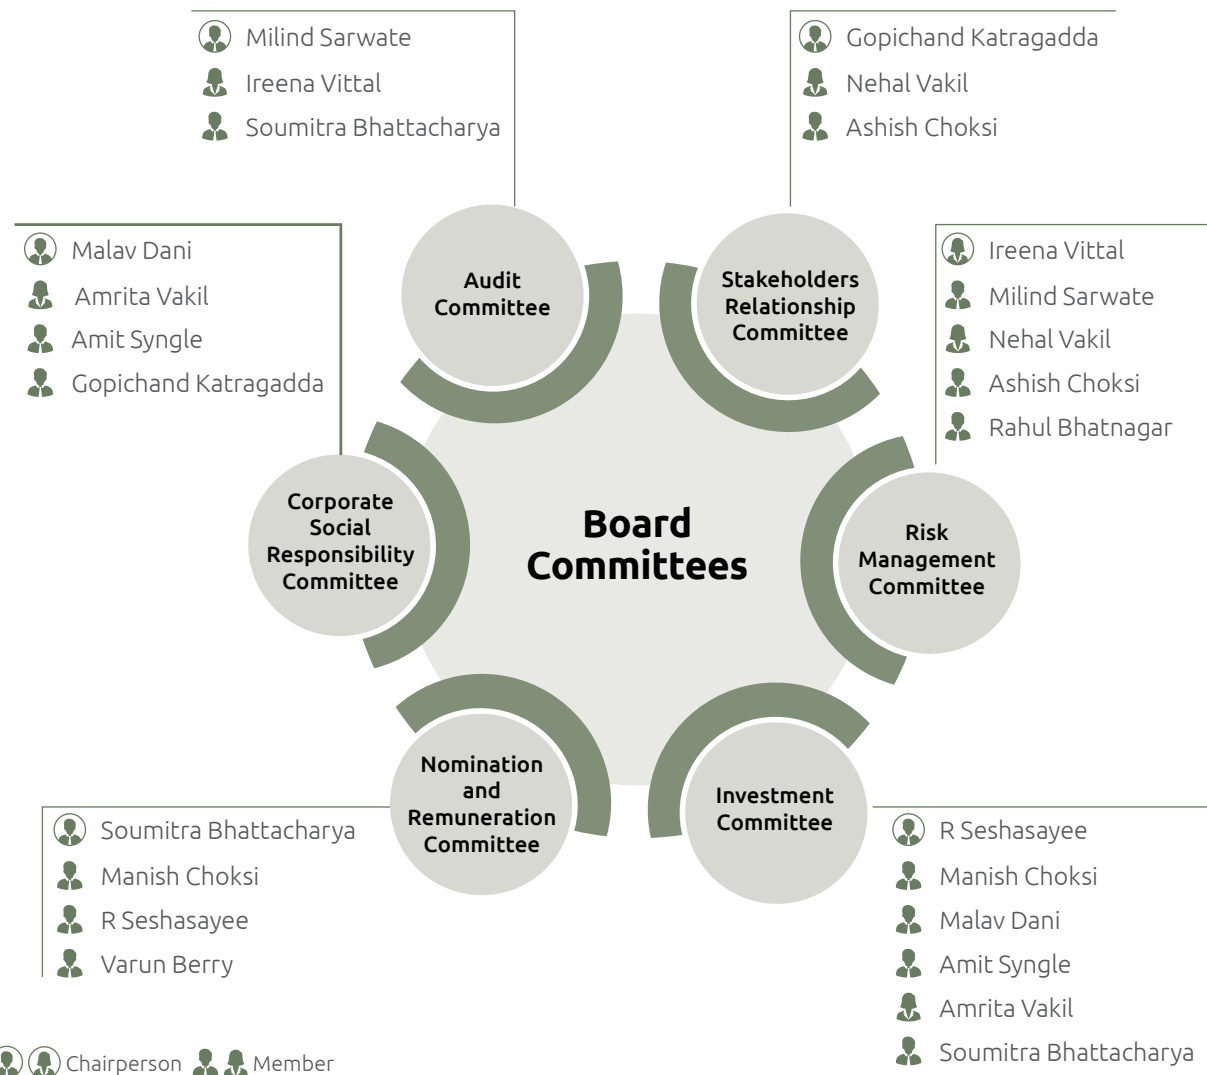 Milind Sarwate
Ireena Vittal
Soumitra Bhattacharya
Gopichand Katragadda
Nehal Vakil
Ashish Choksi
Malav Dani
Amrita Vakil
Amit Syngle
Gopichand Katragadda
Ireena Vittal
Milind Sarwate
Nehal Vakil
Ashish Choksi
Rahul Bhatnagar
Audit
Committee
Stakeholders
Relationship
Committee
Corporate
Social
Responsibility
Committee
Board
Committees
Risk
Management
Committee
Nomination
and
Remuneration
Committee
Investment
Committee
Soumitra Bhattacharya
Manish Choksi
R Seshasayee
Varun Berry
R Seshasayee
Manish Choksi
Malav Dani
Amit Syngle
Amrita Vakil
Soumitra Bhattacharya
Chairperson Member